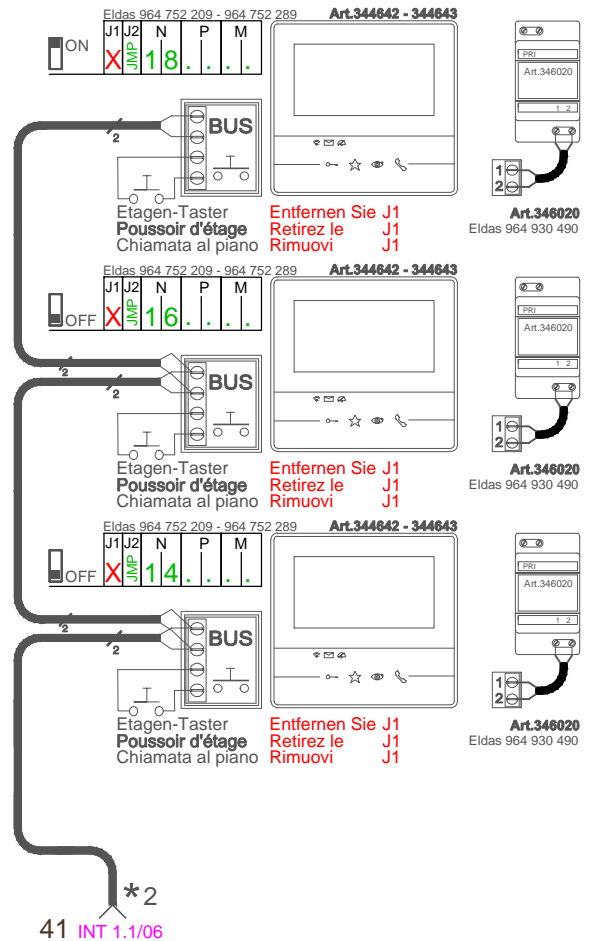 Eldas 964 752 209 - 964 752 289 Art.344642 - 344643
ON J1 J2 N P M
X JMP 1 8 . . . .
PRI
Art.346020
1 2
BUS
2
1
2
Etagen-Taster Entfernen Sie J1 Art.346020
Poussoir d'étage Retirez le J1 Eldas 964 930 490
Chiamata al piano Rimuovi J1
Eldas 964 752 209 - 964 752 289 Art.344642 - 344643
J1 J2 N P M
OFF X JMP 1 6 . . . .
PRI
Art.346020
1 2
2
2
BUS
1
2
Etagen-Taster Entfernen Sie J1 Art.346020
Poussoir d'étage Retirez le J1 Eldas 964 930 490
Chiamata al piano Rimuovi J1
Eldas 964 752 209 - 964 752 289 Art.344642 - 344643
J1 J2 N P M
OFF X JMP 1 4 . . . .
PRI
Art.346020
1 2
2
2
BUS
1
2
Etagen-Taster Entfernen Sie J1 Art.346020
Poussoir d'étage Retirez le J1 Eldas 964 930 490
Chiamata al piano Rimuovi J1
*2
41 INT 1.1/06